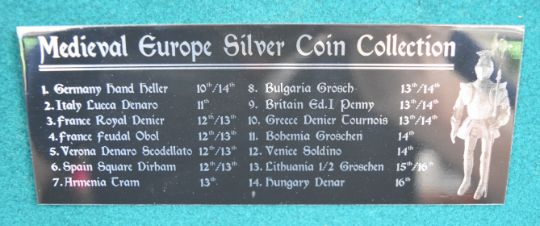 Medieval Europe Silver Coin Collection
1. Germany Hand Heller 10th/14th
2. Italy Lucca Denaro 11th
3. France Royal Denier 12th/13th
4. France Feudal Obol 12th/13th
5. Verona Denaro Scodellato 12th/13th
6. Spain Square Dirham 12th/13th
7. Armenia Tram 13th
8. Bulgaria Grosch 13th/14th
9. Britain Ed.I Penny 13th/14th
10. Greece Denier Tournois 13th/14th
11. Bohemia Groschen 14th
12. Venice Soldino 14th
13. Lithuania 1/2 Groschen 15th/16th
14. Hungary Denar 16th